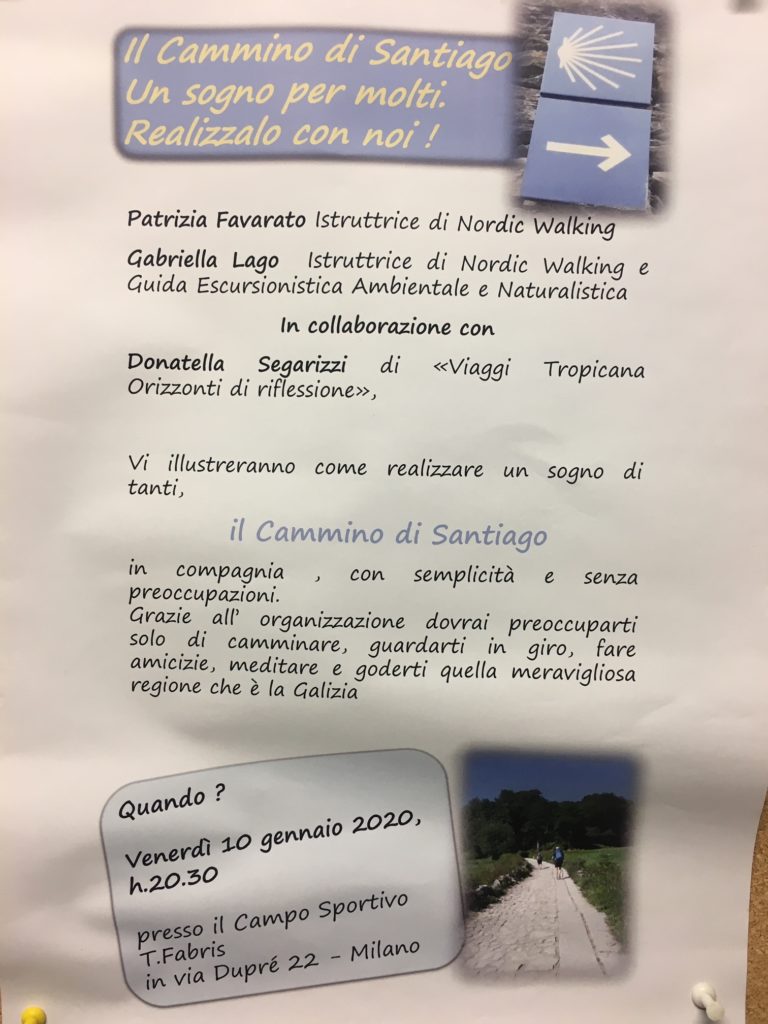 Il Cammino di Santiago
Un sogno per molti.
Realizzalo con noi !
Patrizia Favarato Istruttrice di Nordic Walking
Gabriella Lago Istruttrice di Nordic Walking e
Guida Escursionistica Ambientale e Naturalistica
In collaborazione con
Donatella Segarizzi di «Viaggi Tropicana
Orizzonti di riflessione»,
Vi illustreranno come realizzare un sogno di
tanti,
il Cammino di Santiago
in compagnia , con semplicità e senza
preoccupazioni.
Grazie all' organizzazione dovrai preoccuparti
solo di camminare, guardarti in giro, fare
amicizie, meditare e goderti quella meravigliosa
regione che è la Galizia
Quando ?
Venerdì 10 gennaio 2020,
h.20.30
presso il Campo Sportivo
T.Fabris
in via Dupré 22 - Milano